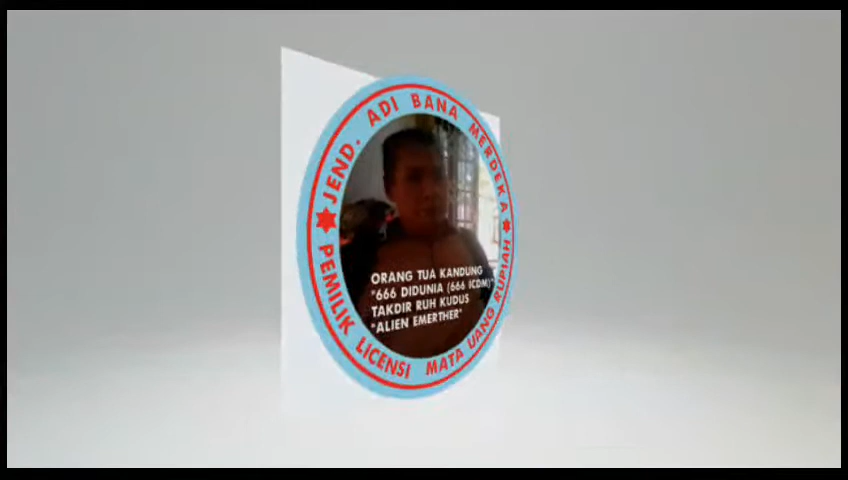 JEND. ADI BANA MERDEKA
PEMILIK LICENSI MATA UANG RUPIAH
ORANG TUA KANDUNG
"666 DIDUNIA (666 ICDM)"
TAKDIR RUH KUDUS
"ALIEN EMERTHER"